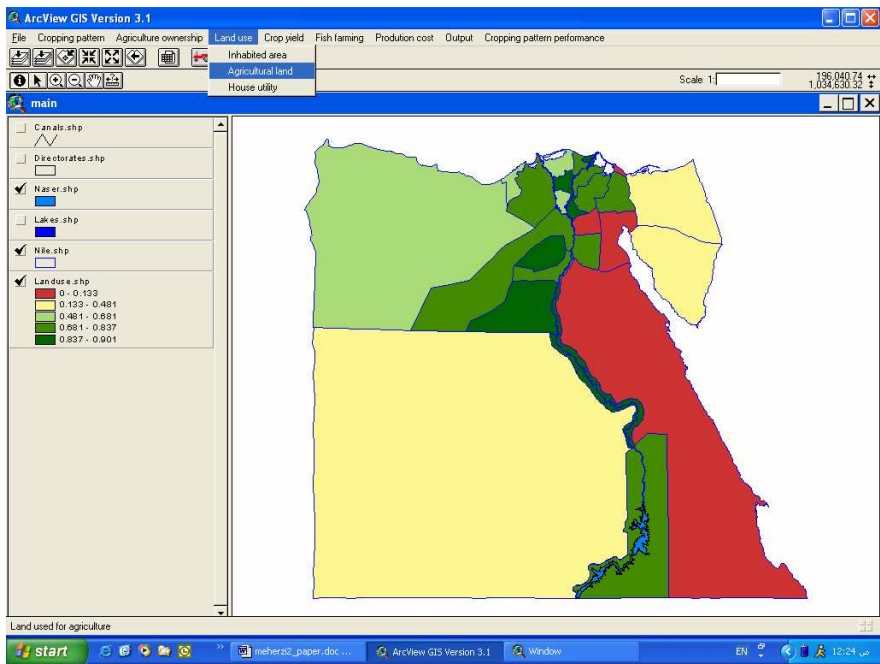 ArcView GIS Version 3.1
File Cropping pattern Agriculture ownership Land use Crop yield Fish farming Prodution cost Output Cropping pattern performance
Inhabited area
Agricultural land
House utility
Scale 1:
196,040.74
1,034,630.32
main
Canals.shp
Directorates.shp
Naser.shp
Lakes.shp
Nile.shp
Landuse.shp
0 - 0.133
0.133 - 0.481
0.481 - 0.681
0.681 - 0.837
0.837 - 0.901
Land used for agriculture
start
meherzi2_paper.doc ...
ArcView GIS Version 3.1
Window
EN
12:24 ص